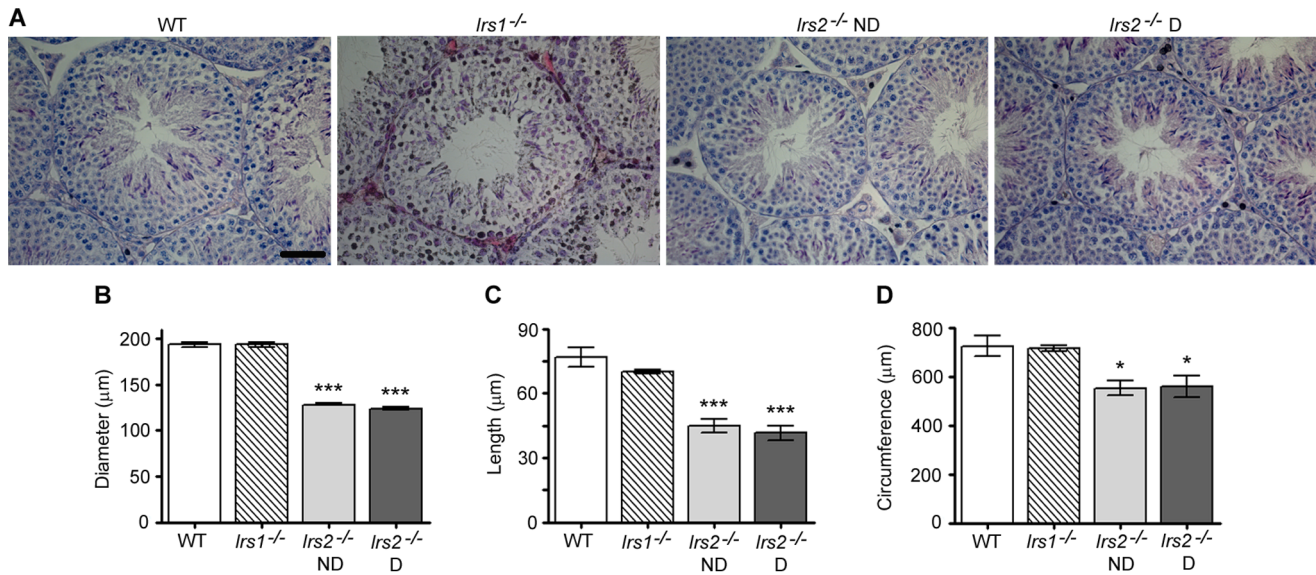 A
WT
Irs1 -/-
Irs2 -/- ND
Irs2 -/- D
B
Diameter (μm)
200
150
100
50
0
***
***
WT
Irs1 -/-
Irs2 -/-
ND
Irs2 -/-
D
C
Length (μm)
90
60
30
0
***
***
WT
Irs1 -/-
Irs2 -/-
ND
Irs2 -/-
D
D
Circumference (μm)
800
600
400
200
0
*
*
WT
Irs1 -/-
Irs2 -/-
ND
Irs2 -/-
D